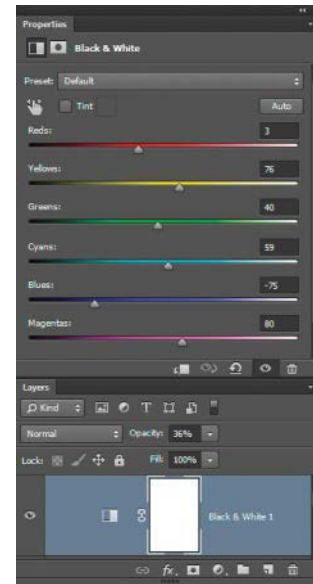 Properties
Black & White
Preset: Default
Tint Auto
Reds: 3
Yellows: 76
Greens: 40
Cyans: 59
Blues: -75
Magentas: 80
Layers
Kind T
Normal Opacity: 36%
Lock: Fill: 100%
Black & White 1
fx